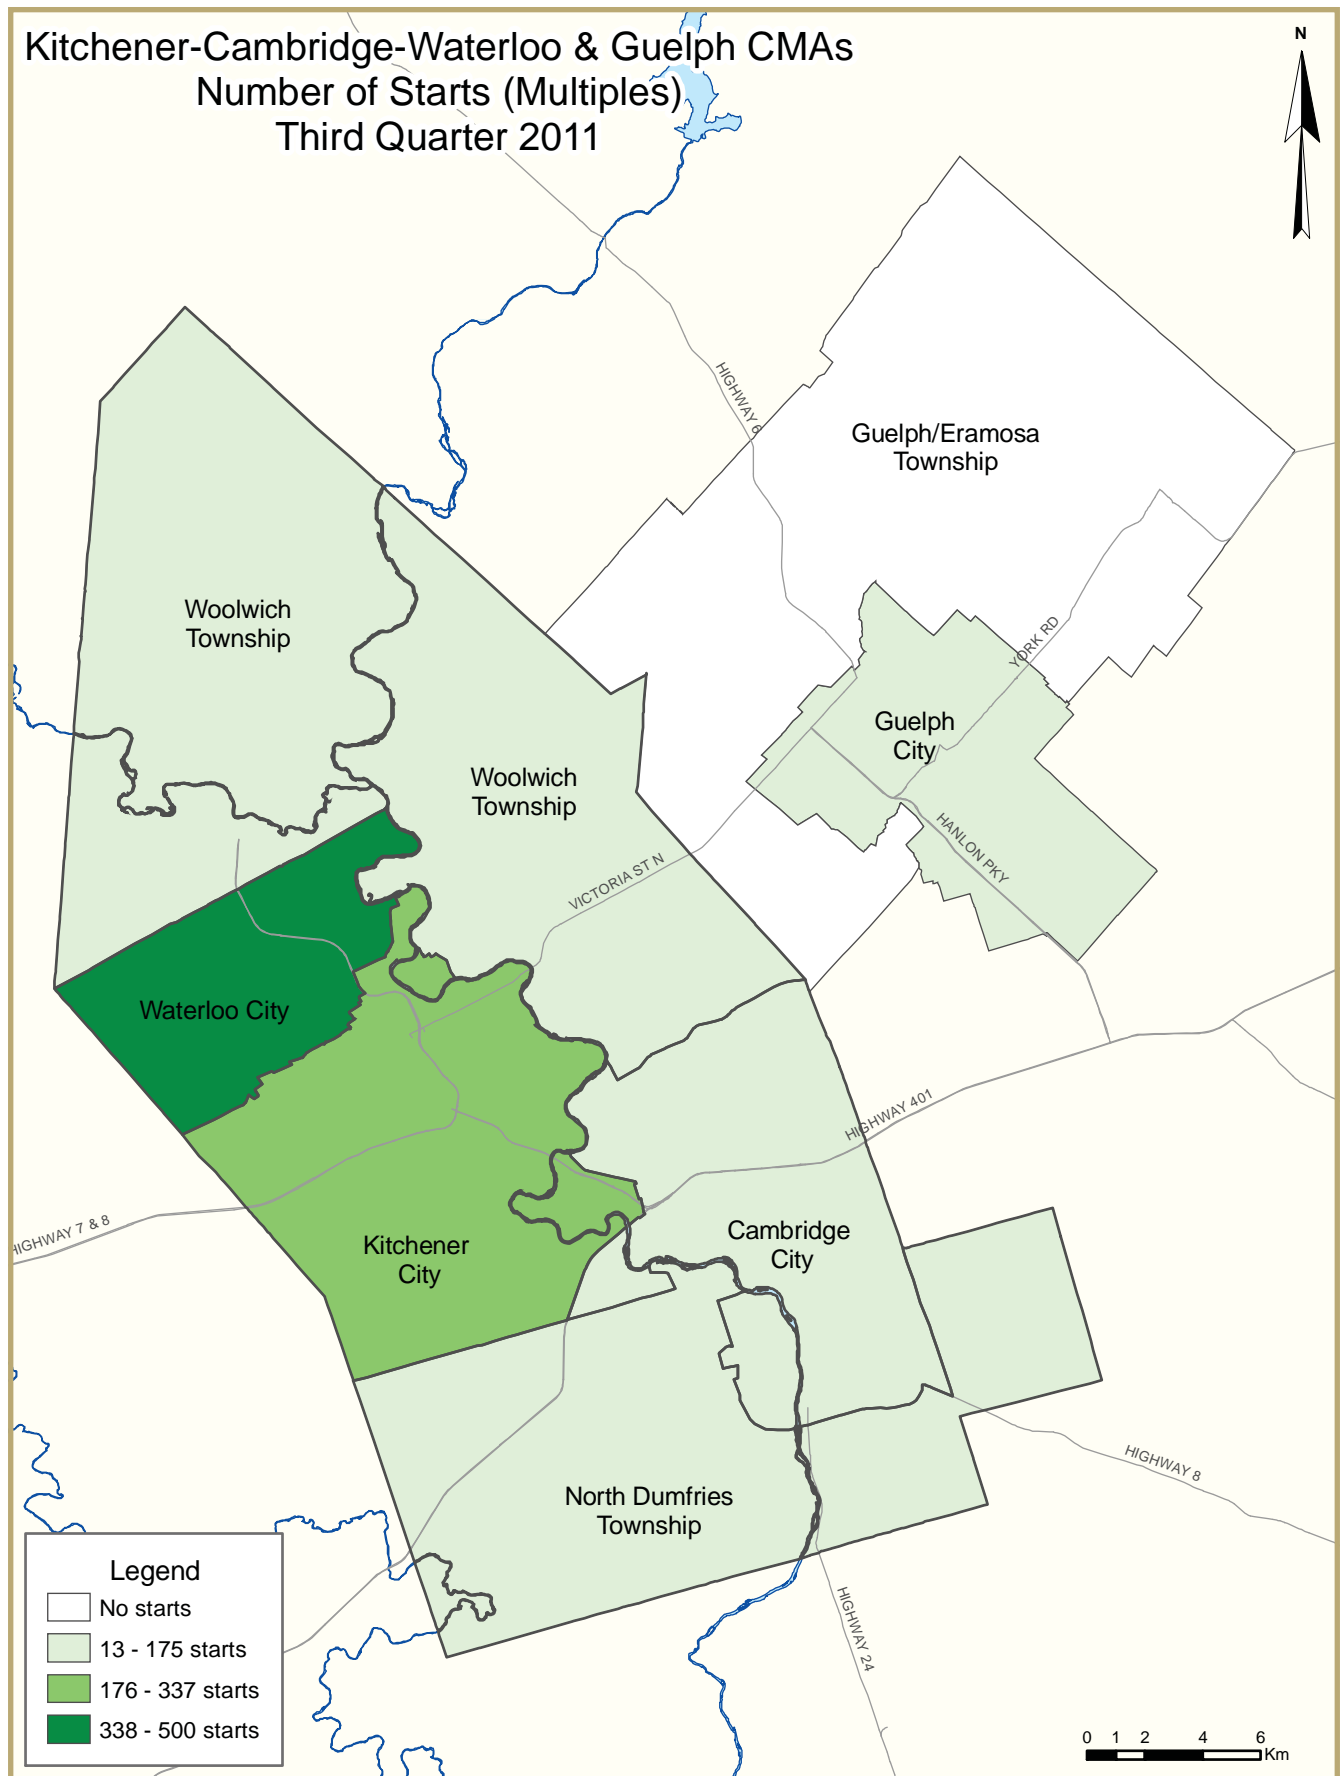 Kitchener-Cambridge-Waterloo & Guelph CMAs
Number of Starts (Multiples)
Third Quarter 2011
N
HIGHWAY 6
Guelph/Eramosa
Township
Woolwich
Township
YORK RD
Guelph
City
Woolwich
Township
HANLON PKY
VICTORIA ST N
Waterloo City
HIGHWAY 401
HIGHWAY 7 & 8
Kitchener
City
Cambridge
City
HIGHWAY 8
North Dumfries
Township
HIGHWAY 24
Legend
No starts
13 - 175 starts
176 - 337 starts
338 - 500 starts
0 1 2 4 6
Km